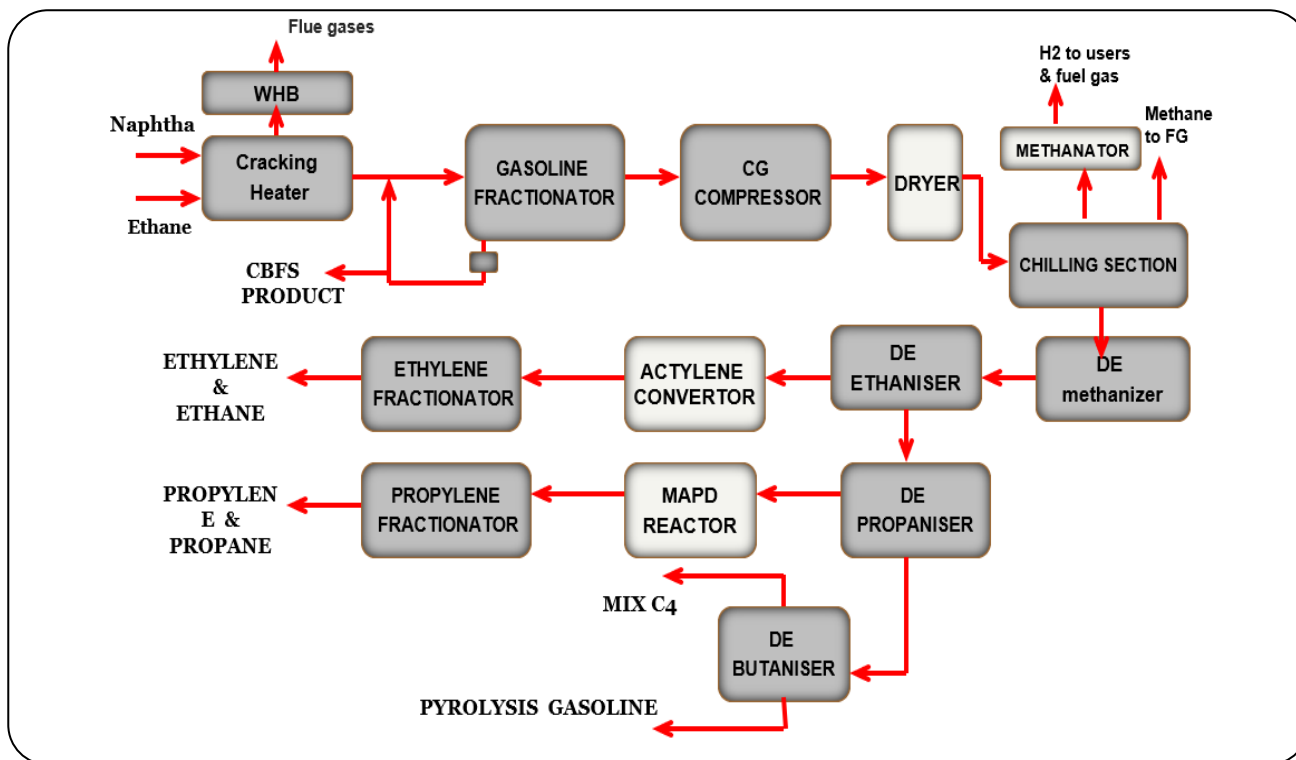 Flue gases
WHB
Naphtha
Cracking
Heater
Ethane
GASOLINE
FRACTIONATOR
CG
COMPRESSOR
DRYER
H2 to users
& fuel gas
Methane
to FG
METHANATOR
CHILLING SECTION
CBFS
PRODUCT
ETHYLENE
&
ETHANE
ETHYLENE
FRACTIONATOR
ACTYLENE
CONVERTOR
DE
ETHANISER
DE
methanizer
PROPYLEN
E &
PROPANE
PROPYLENE
FRACTIONATOR
MAPD
REACTOR
DE
PROPANISER
MIX C4
DE
BUTANISER
PYROLYSIS GASOLINE